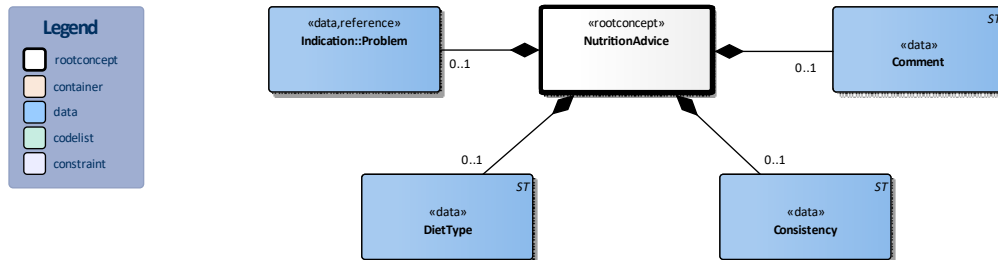 Legend
rootconcept
container
data
codelist
constraint
«data,reference»
Indication::Problem
0..1
«rootconcept»
NutritionAdvice
ST
«data»
Comment
0..1
0..1
0..1
ST
«data»
DietType
ST
«data»
Consistency